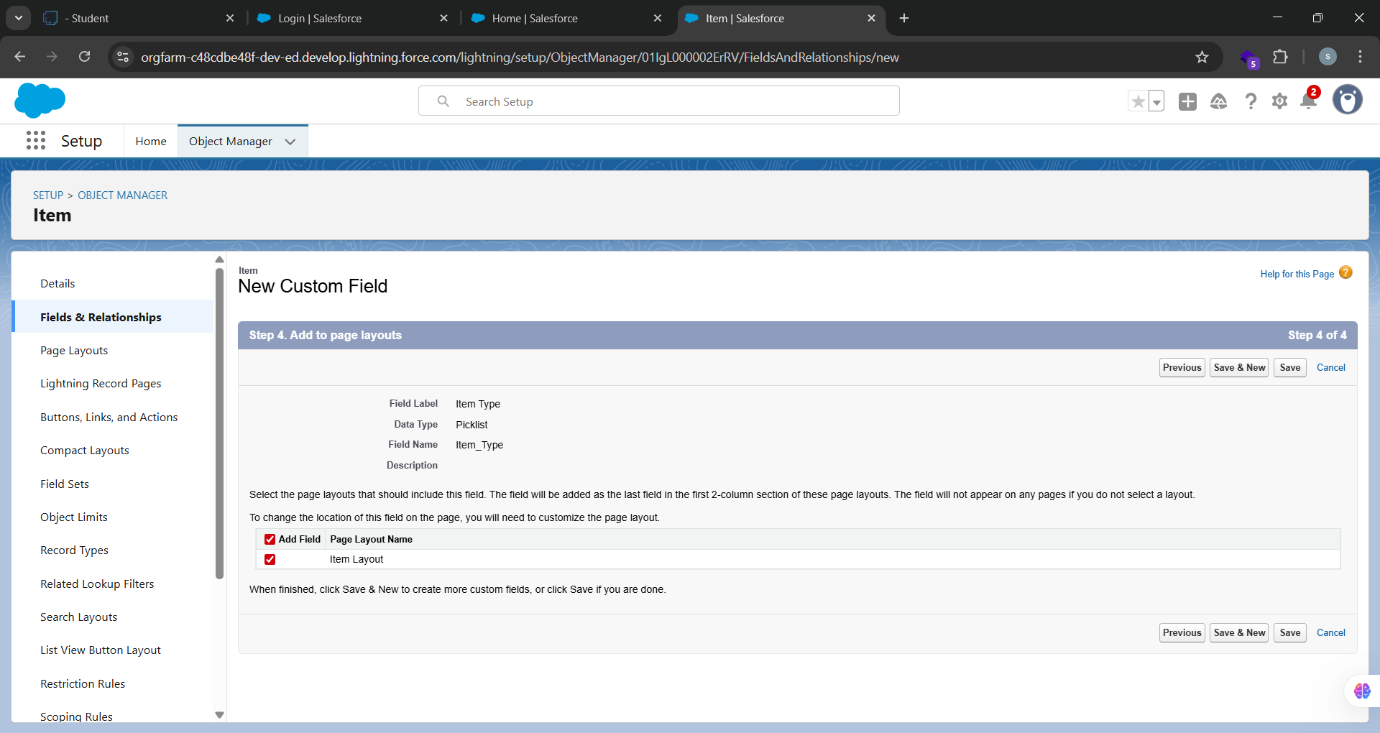 - Student
Login | Salesforce
Home | Salesforce
Item | Salesforce
orgfarm-c48cdbe48f-dev-ed.develop.lightning.force.com/lightning/setup/ObjectManager/01IgL000002ErRV/FieldsAndRelationships/new
5
S
Search Setup
2
Setup
Home
Object Manager
SETUP > OBJECT MANAGER
Item
Details
Fields & Relationships
Page Layouts
Lightning Record Pages
Buttons, Links, and Actions
Compact Layouts
Field Sets
Object Limits
Record Types
Related Lookup Filters
Search Layouts
List View Button Layout
Restriction Rules
Scoping Rules
Item
New Custom Field
Help for this Page ?
Step 4. Add to page layouts
Step 4 of 4
Previous Save & New Save Cancel
Field Label Item Type
Data Type Picklist
Field Name Item_Type
Description
Select the page layouts that should include this field. The field will be added as the last field in the first 2-column section of these page layouts. The field will not appear on any pages if you do not select a layout.
To change the location of this field on the page, you will need to customize the page layout.
Add Field Page Layout Name
Item Layout
When finished, click Save & New to create more custom fields, or click Save if you are done.
Previous Save & New Save Cancel